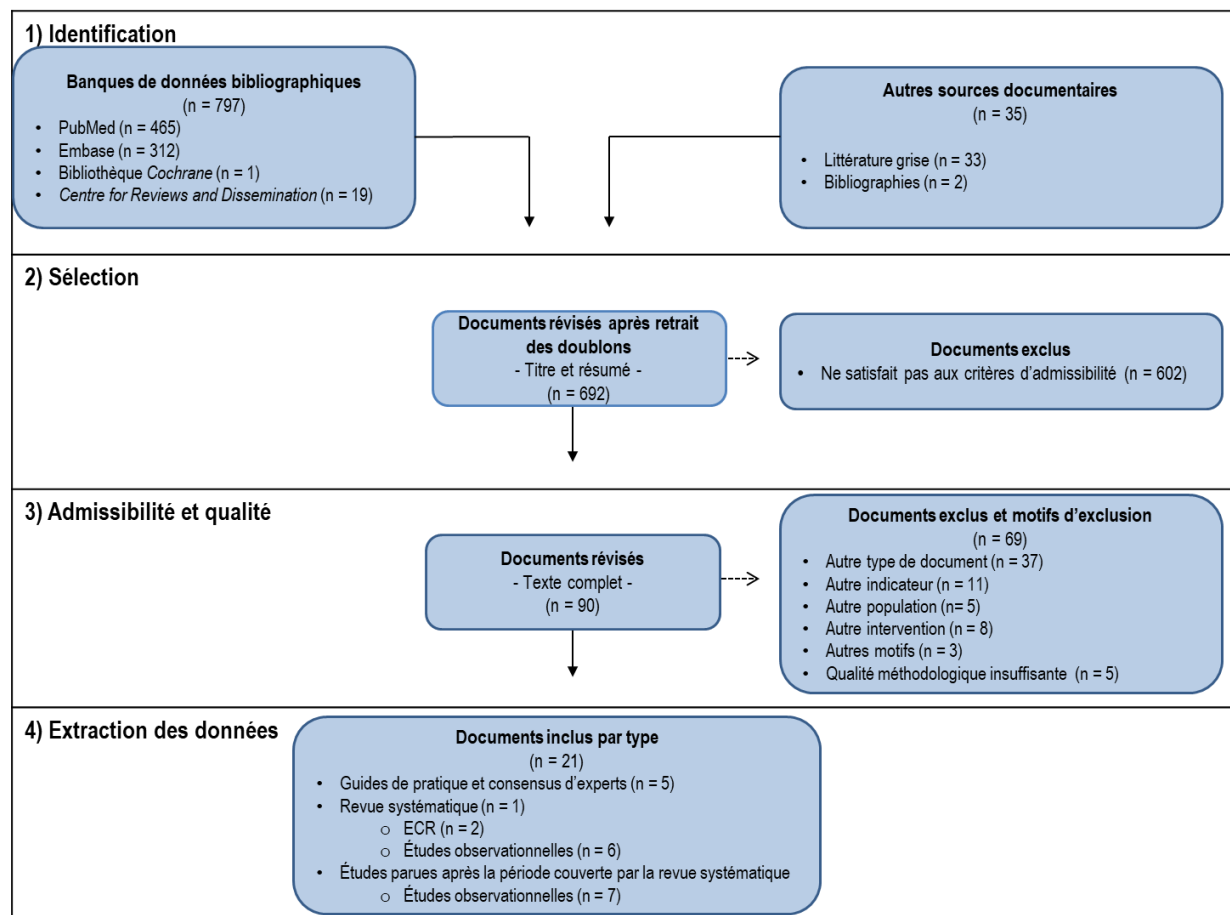 1) Identification
Banques de données bibliographiques
(n = 797)
• PubMed (n = 465)
• Embase (n = 312)
• Bibliothèque Cochrane (n = 1)
• Centre for Reviews and Dissemination (n = 19)
Autres sources documentaires
(n = 35)
• Littérature grise (n = 33)
• Bibliographies (n = 2)
2) Sélection
Documents révisés après retrait
des doublons
- Titre et résumé -
(n = 692)
Documents exclus
• Ne satisfait pas aux critères d’admissibilité (n = 602)
3) Admissibilité et qualité
Documents révisés
- Texte complet -
(n = 90)
Documents exclus et motifs d’exclusion
(n = 69)
• Autre type de document (n = 37)
• Autre indicateur (n = 11)
• Autre population (n= 5)
• Autre intervention (n = 8)
• Autres motifs (n = 3)
• Qualité méthodologique insuffisante (n = 5)
4) Extraction des données
Documents inclus par type
(n = 21)
• Guides de pratique et consensus d’experts (n = 5)
• Revue systématique (n = 1)
o ECR (n = 2)
o Études observationnelles (n = 6)
• Études parues après la période couverte par la revue systématique
o Études observationnelles (n = 7)